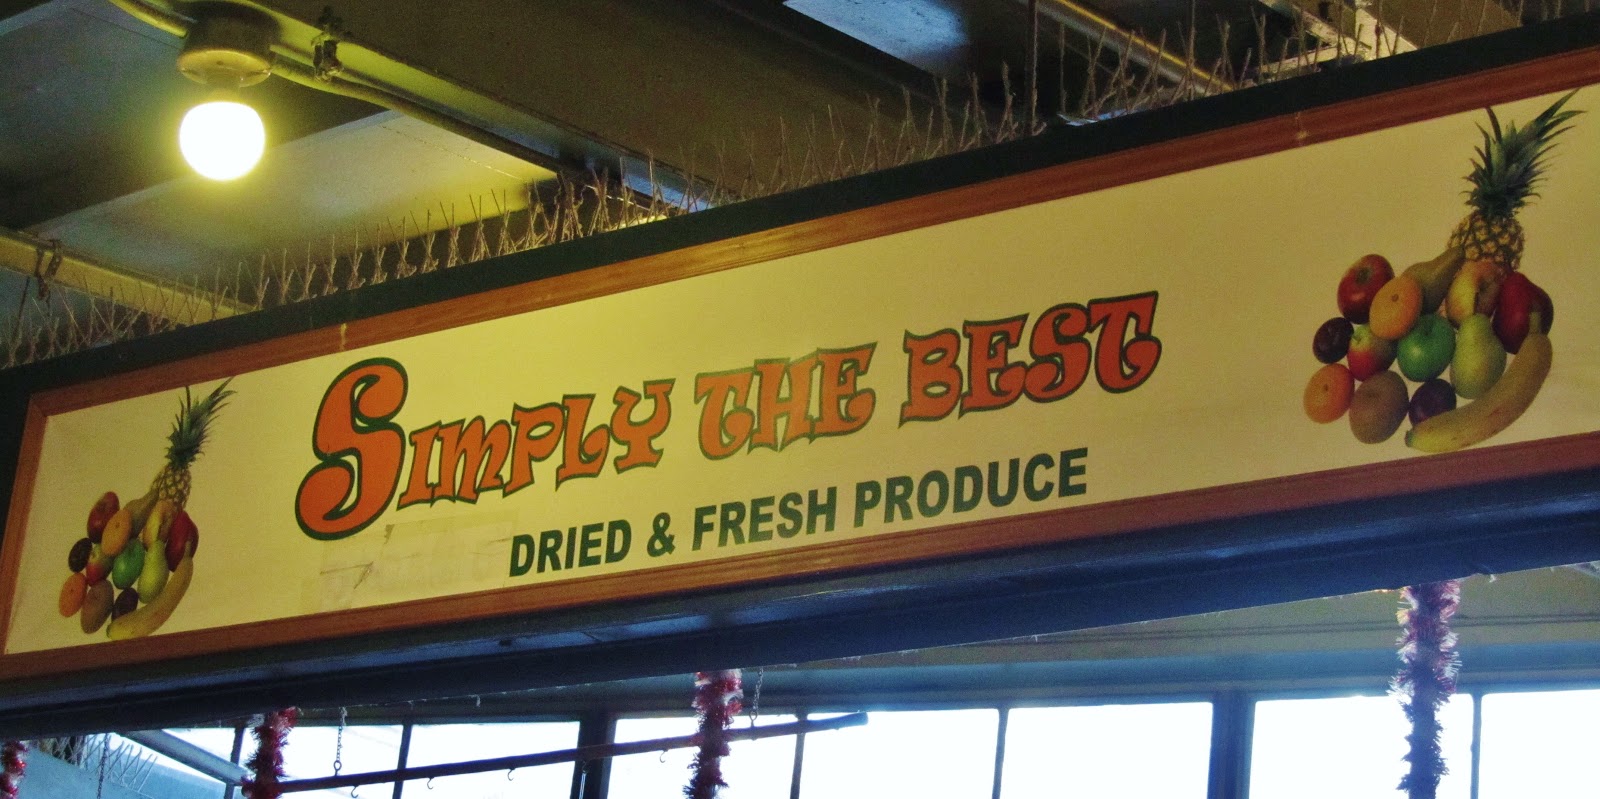 SIMPLY THE BEST
DRIED & FRESH PRODUCE